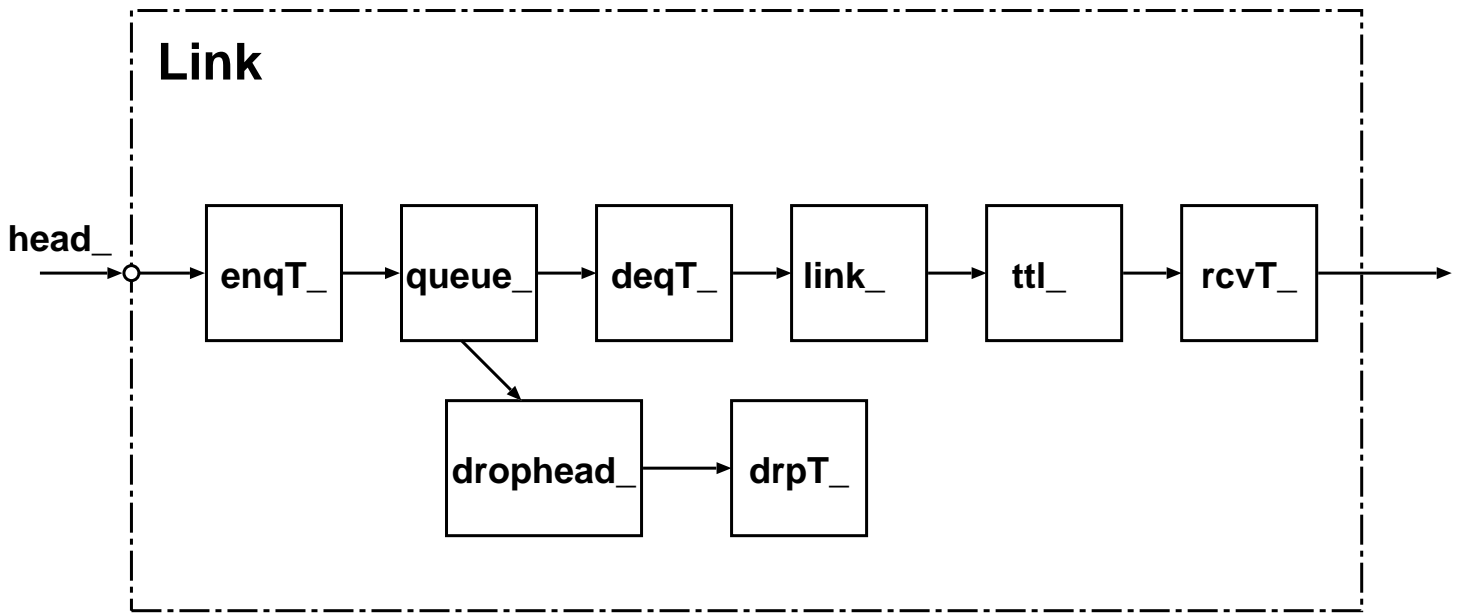 Link
head_
enqT_
queue_
deqT_
link_
ttl_
rcvT_
drophead_
drpT_